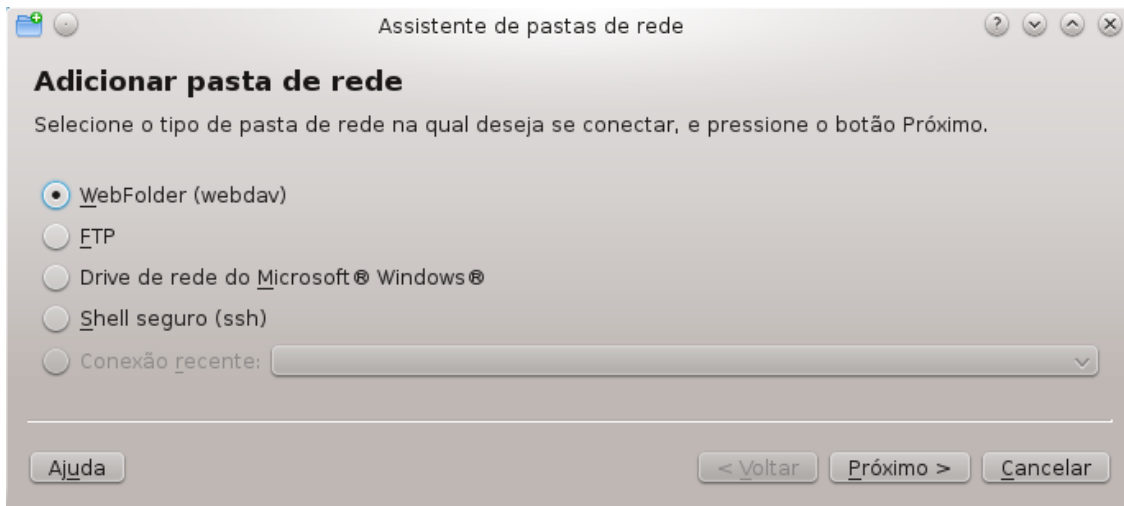 Assistente de pastas de rede
Adicionar pasta de rede
Selecione o tipo de pasta de rede na qual deseja se conectar, e pressione o botão Próximo.
WebFolder (webdav)
FTP
Drive de rede do Microsoft® Windows®
Shell seguro (ssh)
Conexão recente:
Ajuda
< Voltar
Próximo >
Cancelar